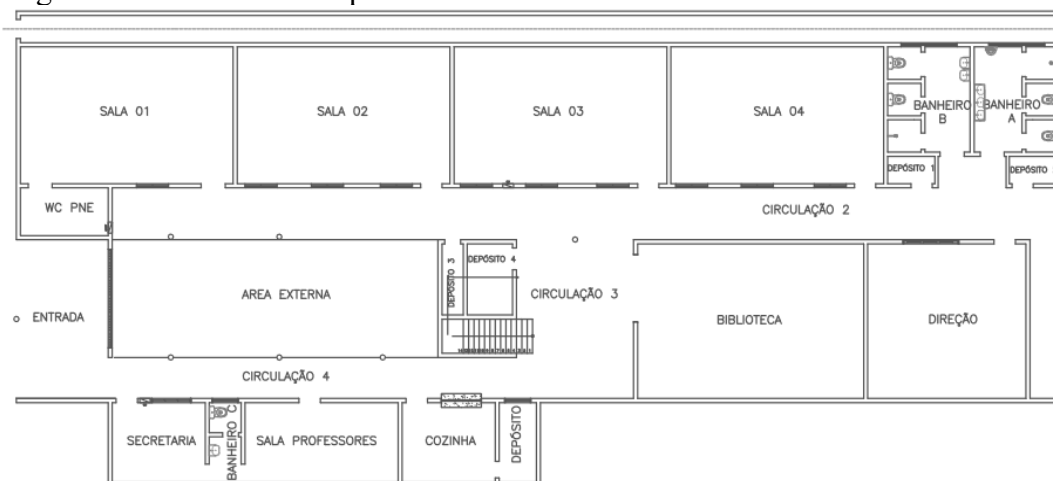 SALA 01
SALA 02
SALA 03
SALA 04
BANHEIRO
B
BANHEIRO
A
DEPÓSITO 1
DEPÓSITO
WC PNE
CIRCULAÇÃO 2
DEPÓSITO 3
DEPÓSITO 4
AREA EXTERNA
CIRCULAÇÃO 3
ENTRADA
BIBLIOTECA
DIREÇÃO
CIRCULAÇÃO 4
SECRETARIA
BANHEIRO C
SALA PROFESSORES
COZINHA
DEPÓSITO